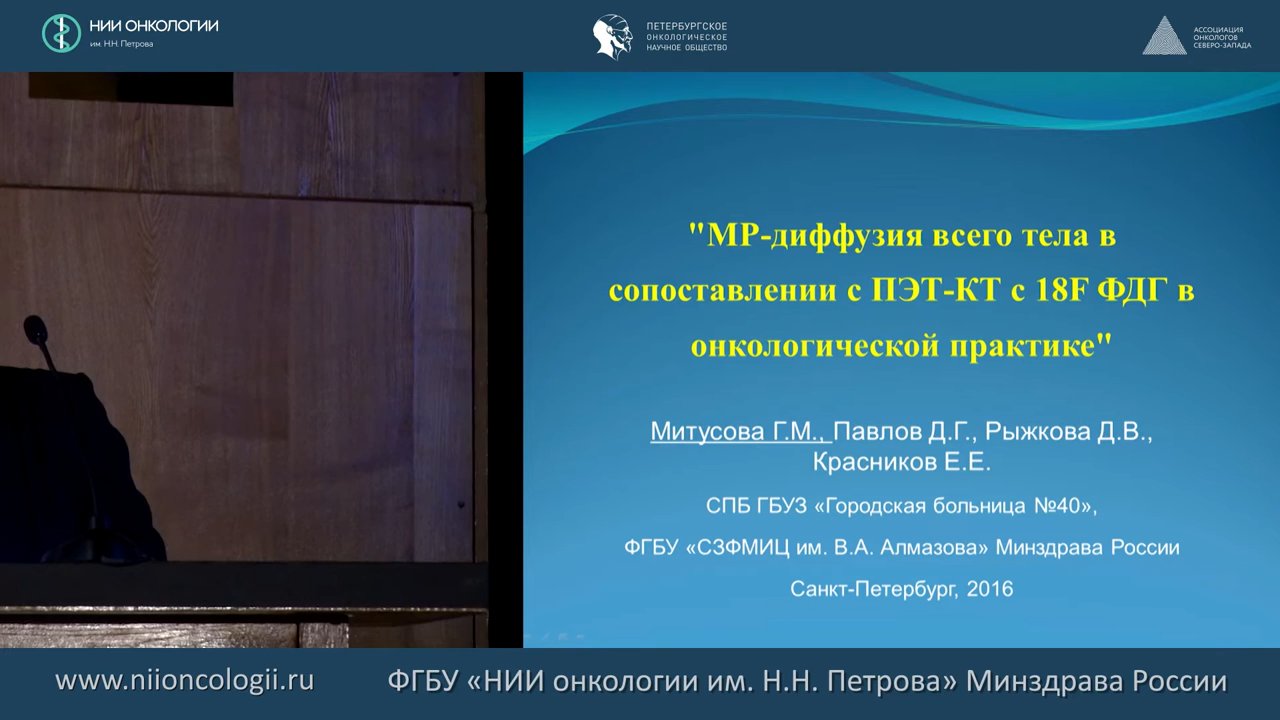 НИИ ОНКОЛОГИИ
им. Н.Н. Петрова
ПЕТЕРБУРГСКОЕ
ОНКОЛОГИЧЕСКОЕ
НАУЧНОЕ ОБЩЕСТВО
АССОЦИАЦИЯ
ОНКОЛОГОВ
СЕВЕРО-ЗАПАДА
"МР-диффузия всего тела в
сопоставлении с ПЭТ-КТ с 18F ФДГ в
онкологической практике"
Митусова Г.М., Павлов Д.Г., Рыжкова Д.В.,
Красников Е.Е.
СПБ ГБУЗ «Городская больница №40»,
ФГБУ «СЗФМИЦ им. В.А. Алмазова» Минздрава России
Санкт-Петербург, 2016
www.niioncologii.ru
ФГБУ «НИИ онкологии им. Н.Н. Петрова» Минздрава России